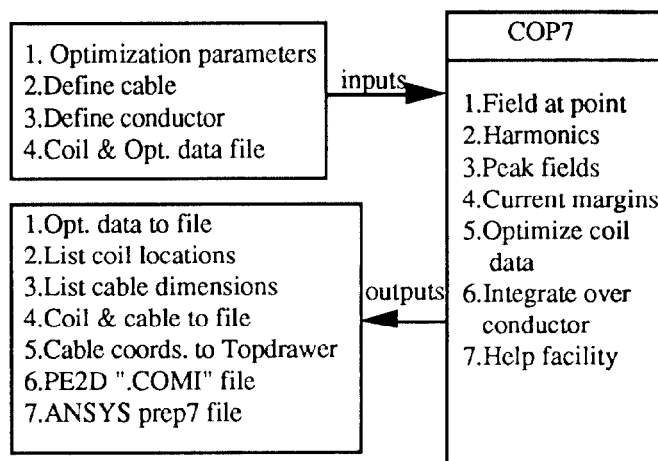 1. Optimization parameters
2.Define cable
3.Define conductor
4.Coil & Opt. data file
inputs
COP7
1.Field at point
2.Harmonics
3.Peak fields
4.Current margins
5.Optimize coil
data
6.Integrate over
conductor
7.Help facility
1.Opt. data to file
2.List coil locations
3.List cable dimensions
4.Coil & cable to file
5.Cable coords. to Topdrawer
6.PE2D ".COMI" file
7.ANSYS prep7 file
outputs